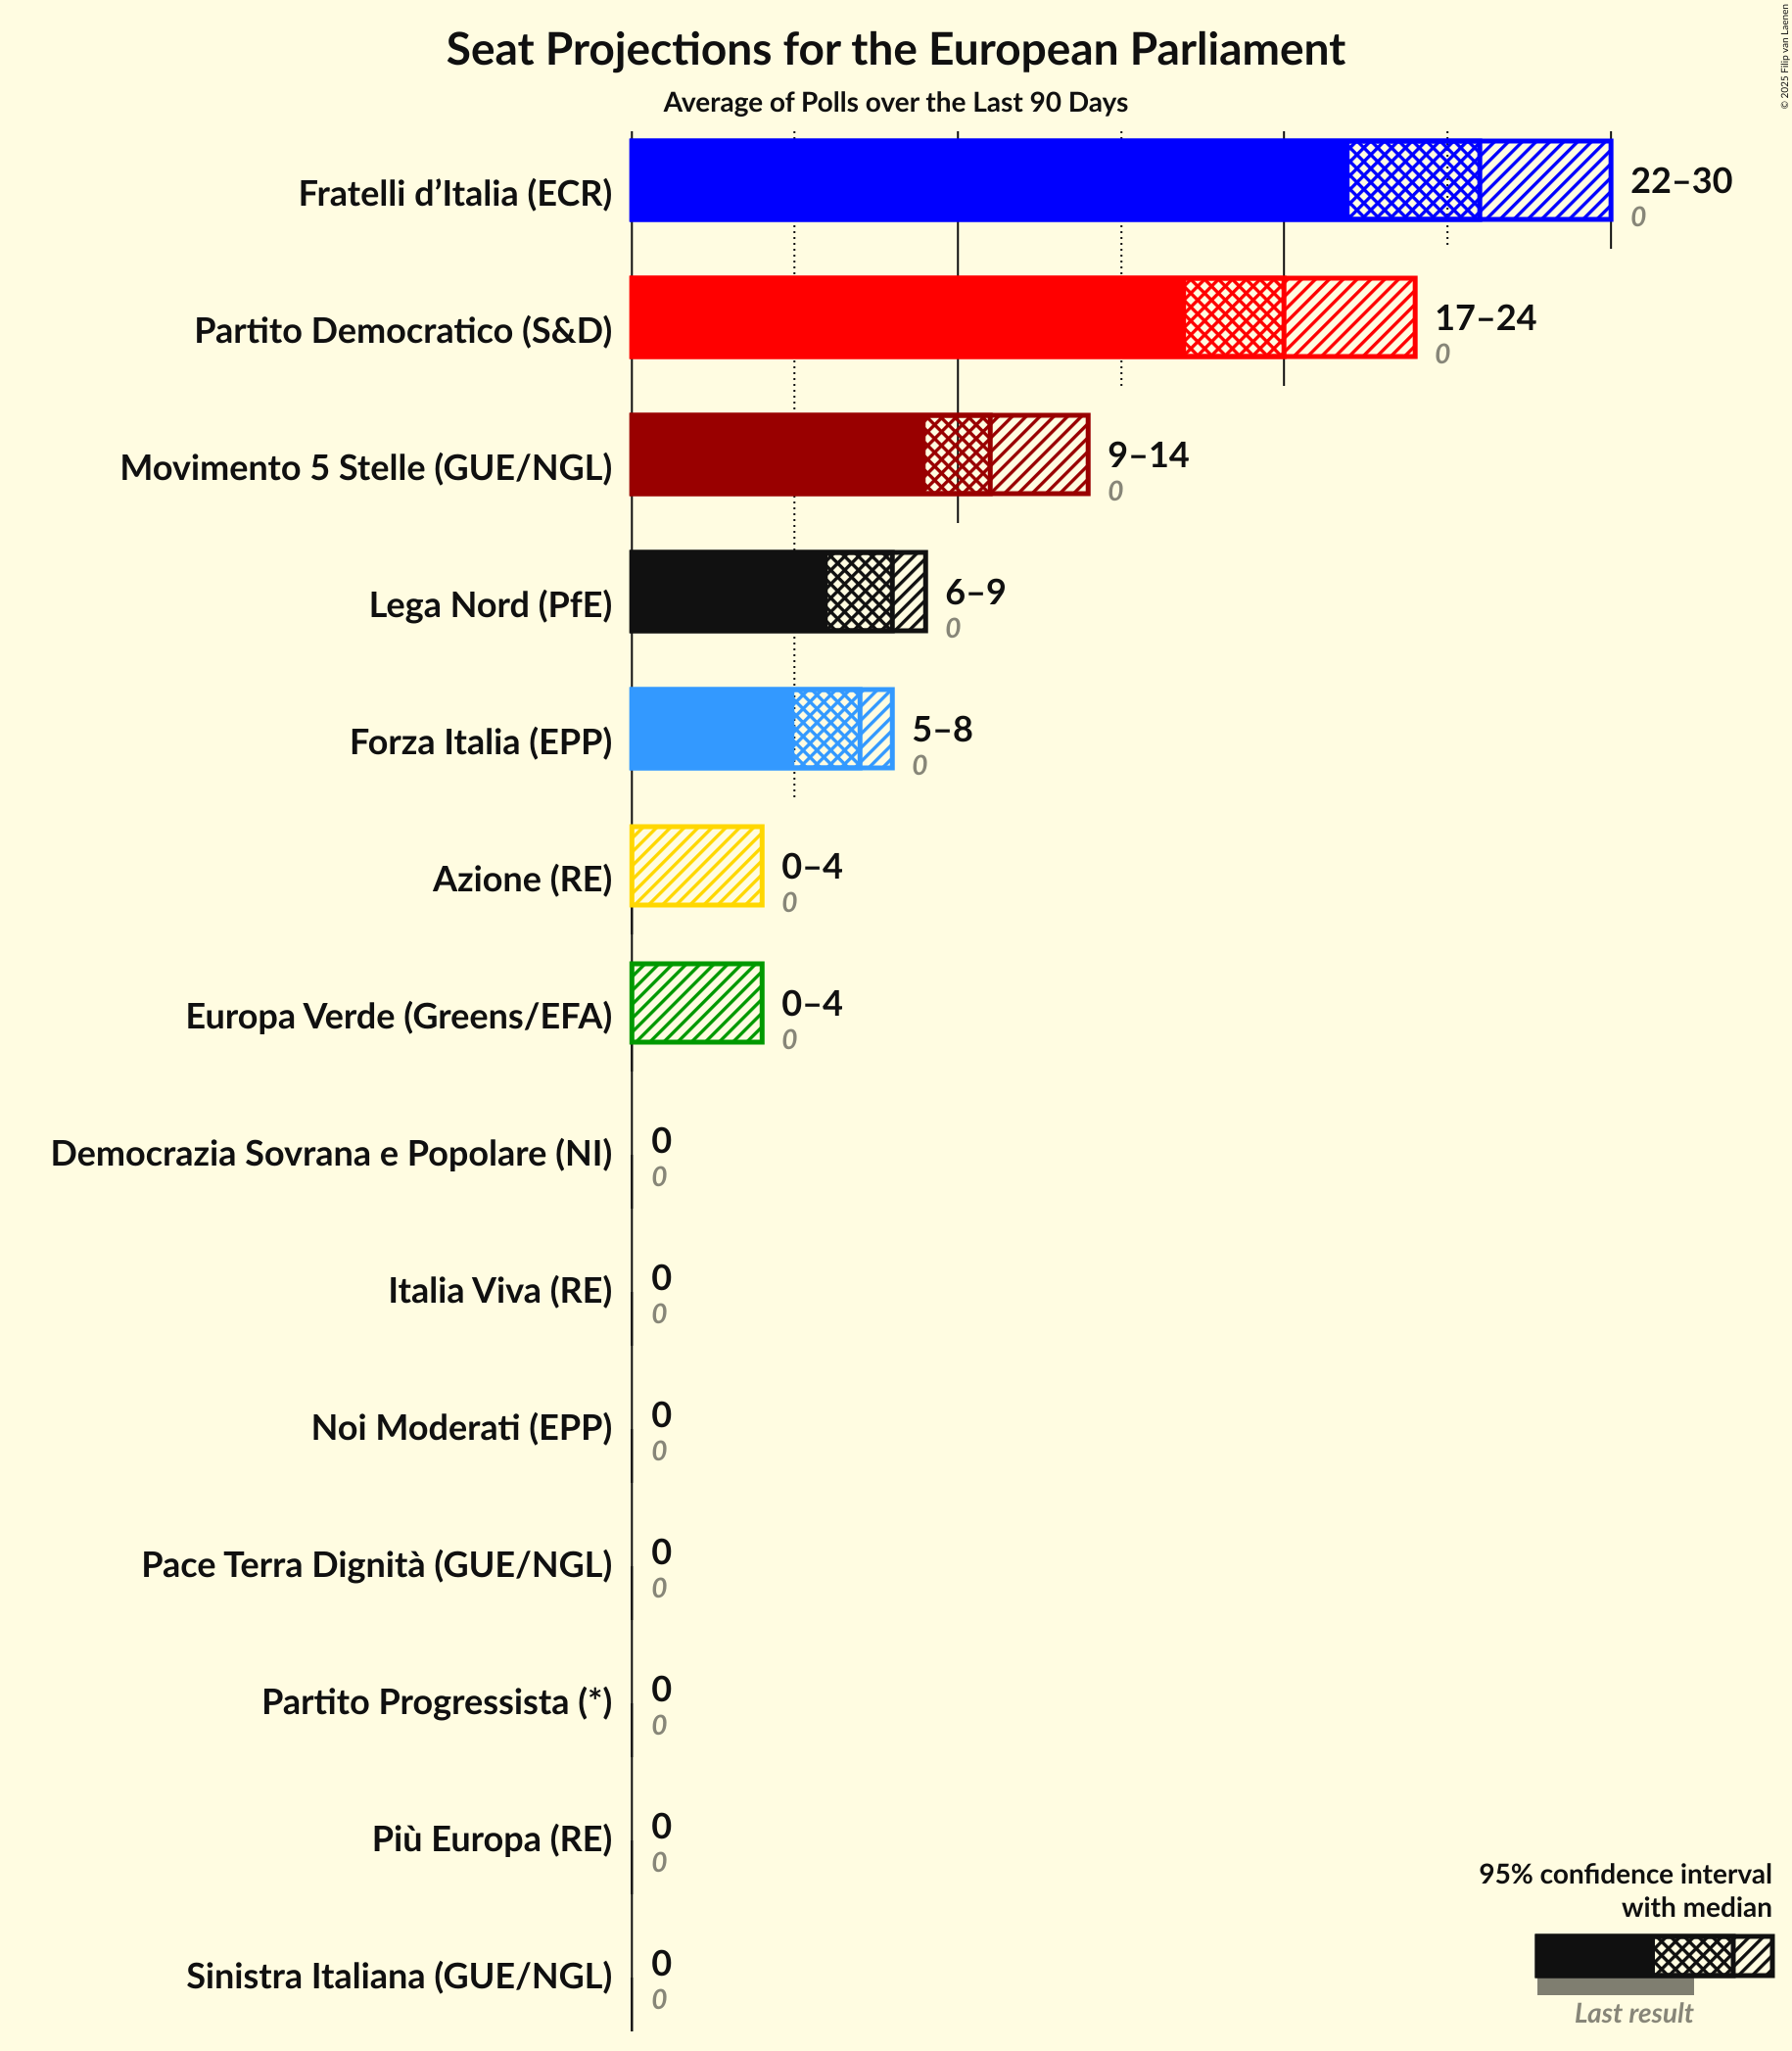 Seat Projections for the European Parliament
Average of Polls over the Last 90 Days
© 2025 Filip van Laenen
Fratelli d’Italia (ECR)
22–30
0
Partito Democratico (S&D)
17–24
0
Movimento 5 Stelle (GUE/NGL)
9–14
0
Lega Nord (PfE)
6–9
0
Forza Italia (EPP)
5–8
0
Azione (RE)
0–4
0
Europa Verde (Greens/EFA)
0–4
0
Democrazia Sovrana e Popolare (NI)
0
0
Italia Viva (RE)
0
0
Noi Moderati (EPP)
0
0
Pace Terra Dignità (GUE/NGL)
0
0
Partito Progressista (*)
0
0
Più Europa (RE)
0
0
Sinistra Italiana (GUE/NGL)
0
0
95% confidence interval
with median
Last result